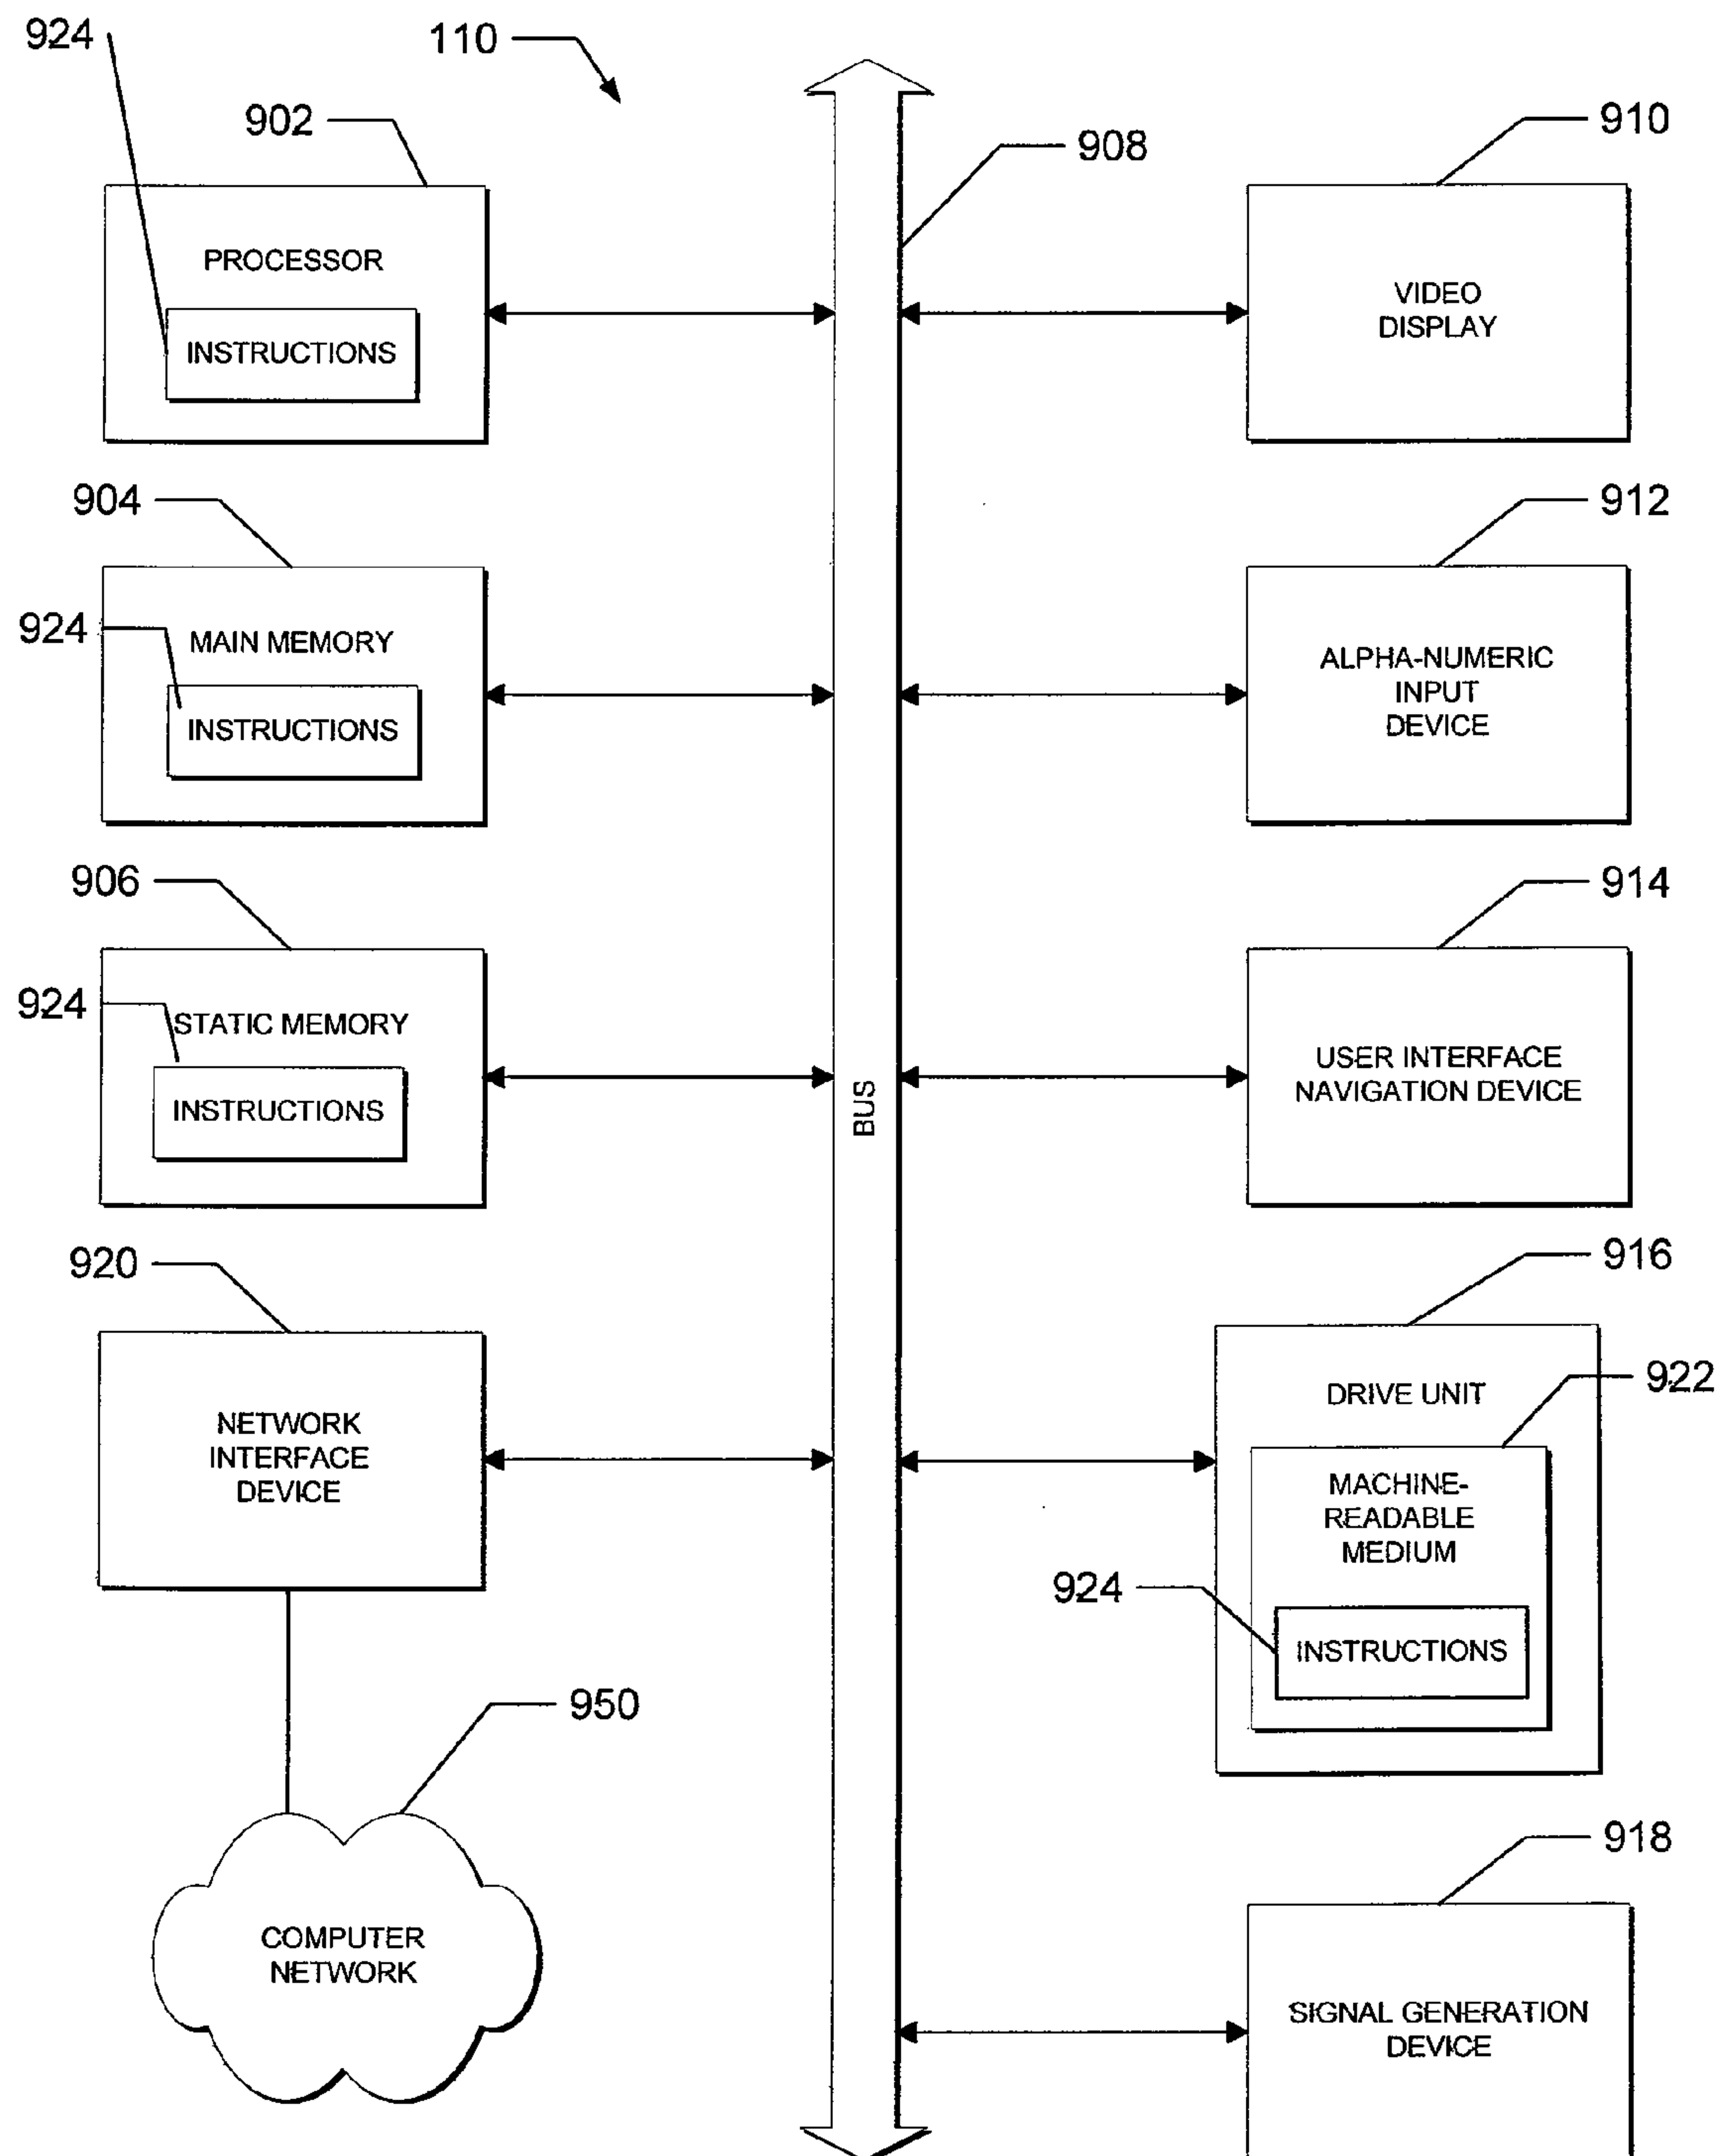 924
110
902
908
910
PROCESSOR
INSTRUCTIONS
VIDEO
DISPLAY
904
912
924
MAIN MEMORY
INSTRUCTIONS
ALPHA-NUMERIC
INPUT
DEVICE
906
914
924
STATIC MEMORY
INSTRUCTIONS
BUS
USER INTERFACE
NAVIGATION DEVICE
920
916
922
NETWORK
INTERFACE
DEVICE
DRIVE UNIT
MACHINE-
READABLE
MEDIUM
924
INSTRUCTIONS
950
918
COMPUTER
NETWORK
SIGNAL GENERATION
DEVICE